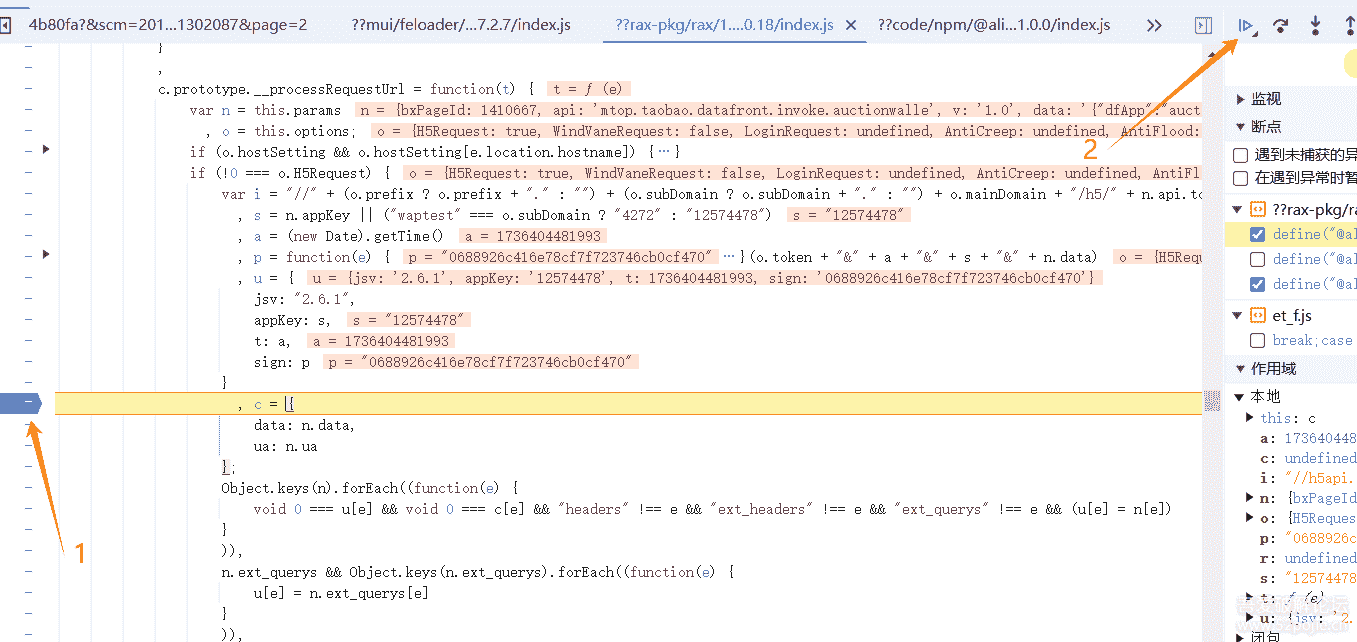 4b80fa?&scm=201...1302087&page=2 ??mui/feloader/...7.2.7/index.js ??rax-pkg/rax/1....0.18/index.js ??code/npm/@ali...1.0.0/index.js
}
,
c.prototype.__processRequestUrl = function(t) { t = ƒ (e)
var n = this.params n = {bxPageId: 1410667, api: 'mtop.taobao.datafront.invoke.auctionwalle', v: '1.0', data: '{"dfApp":"auct
, o = this.options; o = {H5Request: true, WindVaneRequest: false, LoginRequest: undefined, AntiCreep: undefined, AntiFlood:
if (o.hostSetting && o.hostSetting[e.location.hostname]) {…}
if (!0 === o.H5Request) { o = {H5Request: true, WindVaneRequest: false, LoginRequest: undefined, AntiCreep: undefined, AntiFl
var i = "//" + (o.prefix ? o.prefix + "." : "") + (o.subDomain ? o.subDomain + "." : "") + o.mainDomain + "/h5/" + n.api.to
, s = n.appKey || ("waptest" === o.subDomain ? "4272" : "12574478") s = "12574478"
, a = (new Date).getTime() a = 1736404481993
, p = function(e) { p = "0688926c416e78cf7f723746cb0cf470" …}(o.token + "&" + a + "&" + s + "&" + n.data) o = {H5Requ
, u = { u = {jsv: '2.6.1', appKey: '12574478', t: 1736404481993, sign: '0688926c416e78cf7f723746cb0cf470'}
jsv: "2.6.1",
appKey: s, s = "12574478"
t: a, a = 1736404481993
sign: p p = "0688926c416e78cf7f723746cb0cf470"
}
, c = {
data: n.data,
ua: n.ua
};
Object.keys(n).forEach((function(e) {
void 0 === u[e] && void 0 === c[e] && "headers" !== e && "ext_headers" !== e && "ext_querys" !== e && (u[e] = n[e])
}
)),
n.ext_querys && Object.keys(n.ext_querys).forEach((function(e) {
u[e] = n.ext_querys[e]
}
)),
1
2
监视
断点
遇到未捕获的异
在遇到异常时暂
??rax-pkg/ra
define("@al
define("@al
define("@al
et_f.js
break;case
作用域
本地
this: c
a: 173640448
c: undefined
i: "//h5api.
n: {bxPageId
o: {H5Reques
p: "0688926c
r: undefined
s: "12574478
t: ƒ (e)
u: {jsv: '2.
闭包